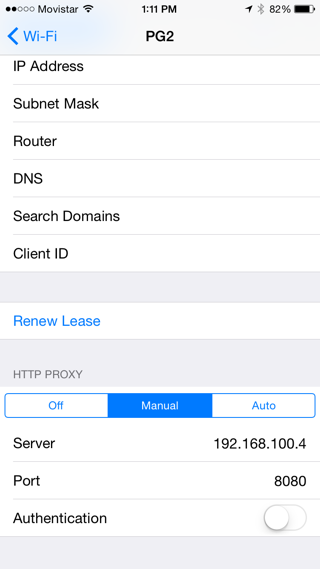 Movistar 1:11 PM 82%
Wi-Fi PG2
IP Address
Subnet Mask
Router
DNS
Search Domains
Client ID
Renew Lease
HTTP PROXY
Off Manual Auto
Server 192.168.100.4
Port 8080
Authentication